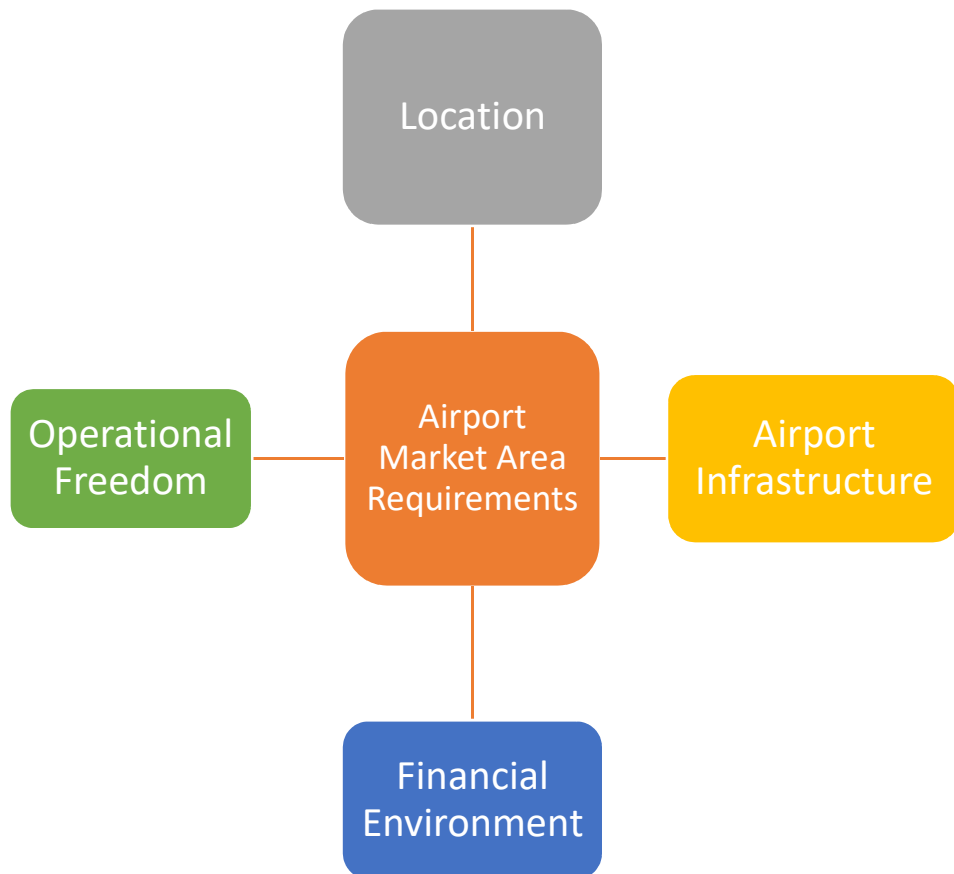 Location
Operational
Freedom
Airport
Market Area
Requirements
Airport
Infrastructure
Financial
Environment